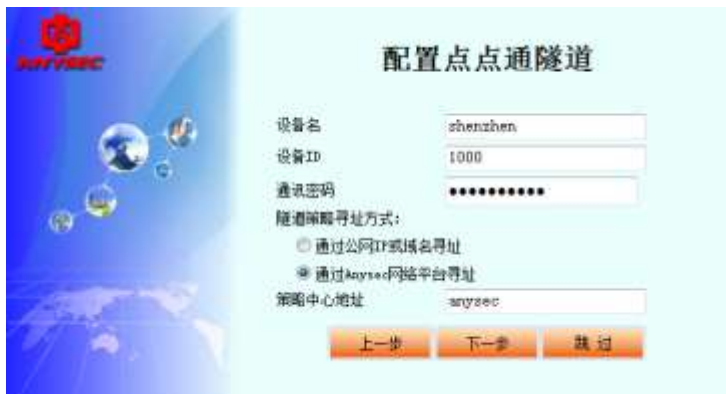 ANYSEC
配置点点通隧道
设备名 shenzhen
设备ID 1000
通讯密码 ●●●●●●●●●●
隧道策略寻址方式：
通过公网IP或域名寻址
通过Anysec网络平台寻址
策略中心地址 anysec
上一步 下一步 跳 过